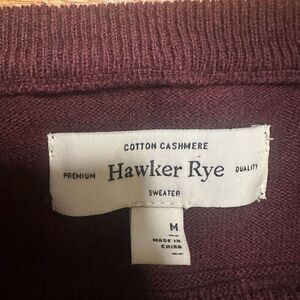 COTTON CASHMERE
PREMIUM Hawker Rye QUALITY
SWEATER
M
MADE IN
CHINA